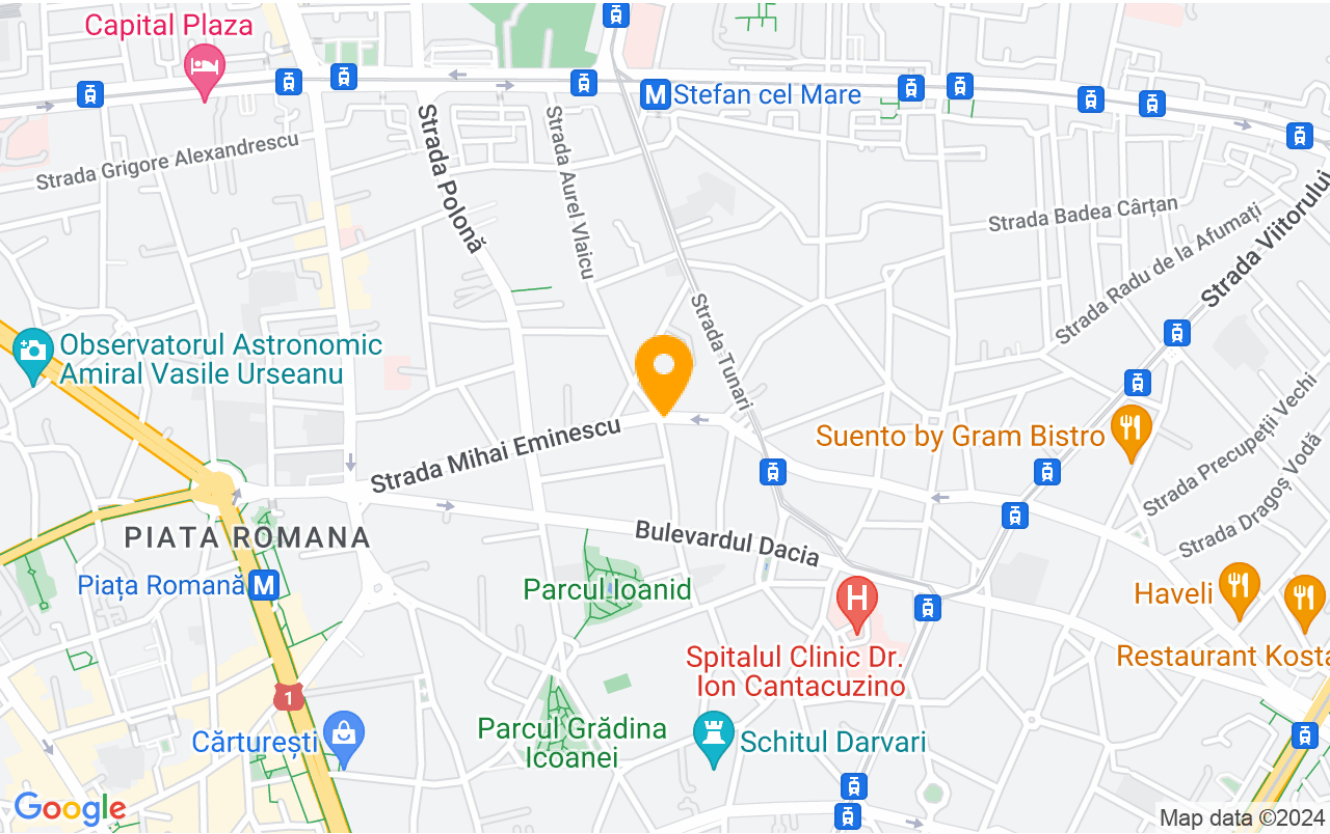 Capital Plaza
M Stefan cel Mare
Strada Grigore Alexandrescu
Strada Polonă
Strada Aurel Vlaicu
Strada Badea Cârțan
Strada Radu de la Afumați
Strada Viitorului
Strada Tunari
Observatorul Astronomic
Amiral Vasile Urseanu
Strada Mihai Eminescu
Suento by Gram Bistro
Strada Precupeții Vechi
Strada Dragoș Vodă
PIATA ROMANA
Bulevardul Dacia
Piața Romană M
Parcul Ioanid
H
Haveli
Spitalul Clinic Dr.
Ion Cantacuzino
Restaurant Kosta
1
Parcul Grădina
Icoanei
Cărturești
Schitul Darvari
Google
Map data ©2024